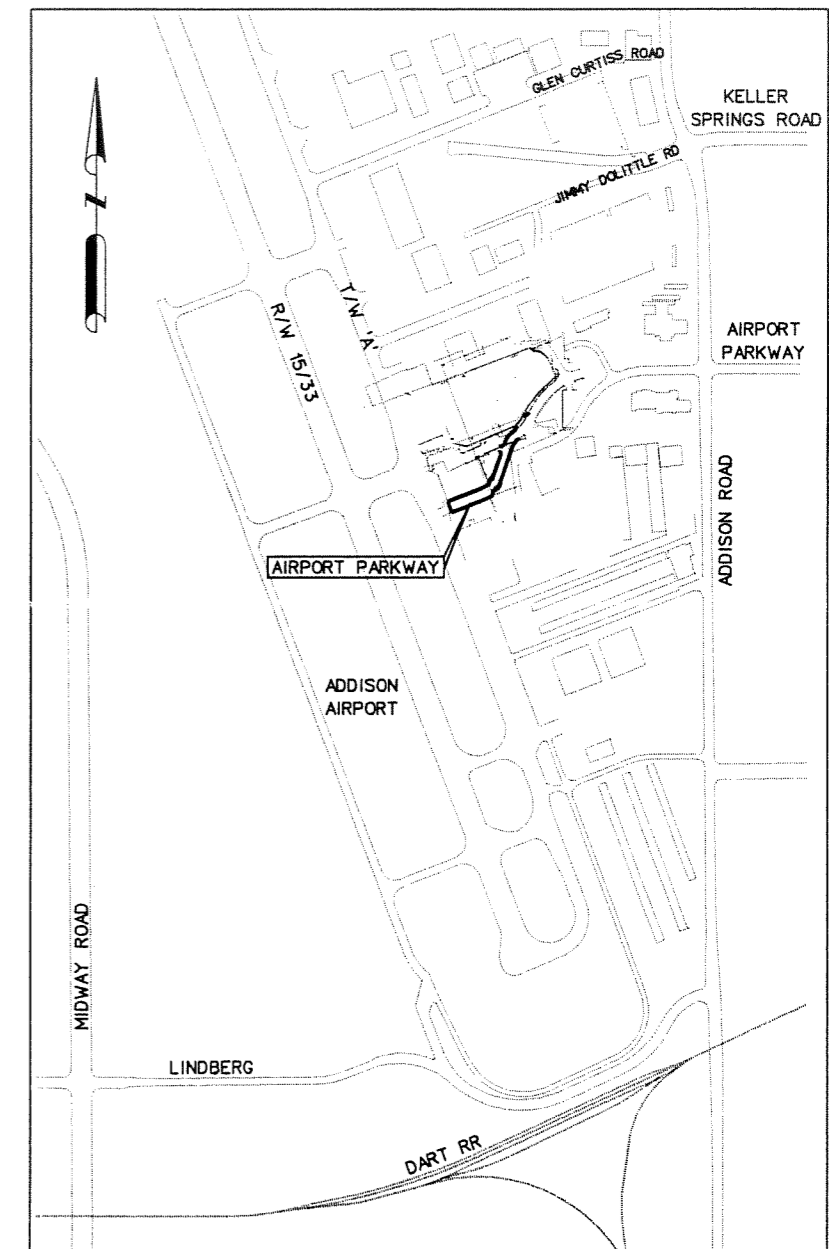 GLEN CURTISS ROAD
KELLER
SPRINGS ROAD
JIMMY DOLITTLE RD
Z
T/W 'A'
R/W 15/33
AIRPORT
PARKWAY
ADDISON ROAD
AIRPORT PARKWAY
ADDISON
AIRPORT
MIDWAY ROAD
LINDBERG
DART RR